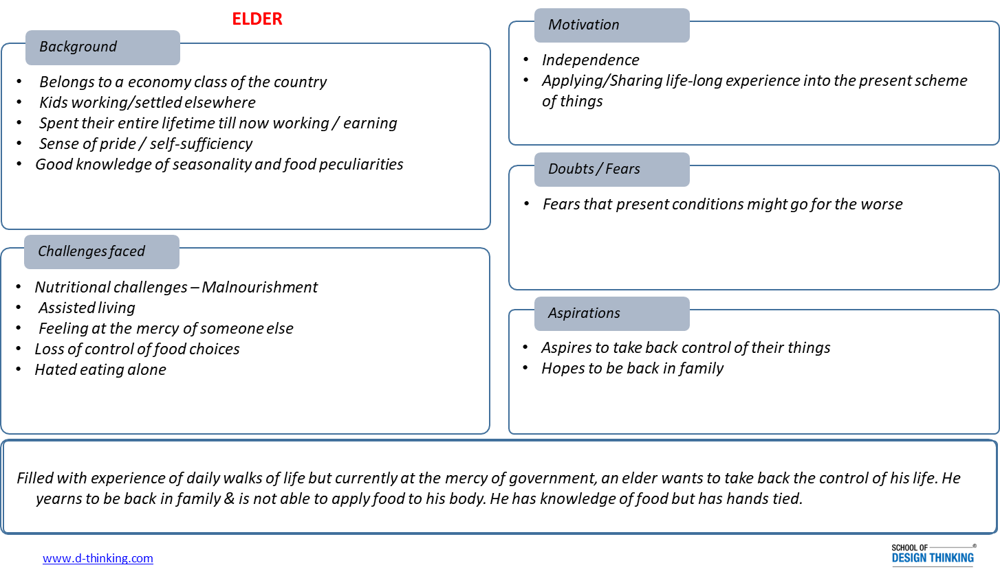 ELDER
Background
• Belongs to a economy class of the country
• Kids working/settled elsewhere
• Spent their entire lifetime till now working / earning
• Sense of pride / self-sufficiency
• Good knowledge of seasonality and food peculiarities
Challenges faced
• Nutritional challenges – Malnourishment
• Assisted living
• Feeling at the mercy of someone else
• Loss of control of food choices
• Hated eating alone
Motivation
• Independence
• Applying/Sharing life-long experience into the present scheme
of things
Doubts / Fears
• Fears that present conditions might go for the worse
Aspirations
• Aspires to take back control of their things
• Hopes to be back in family
Filled with experience of daily walks of life but currently at the mercy of government, an elder wants to take back the control of his life. He
yearns to be back in family & is not able to apply food to his body. He has knowledge of food but has hands tied.
www.d-thinking.com
SCHOOL OF ®
DESIGN THINKING